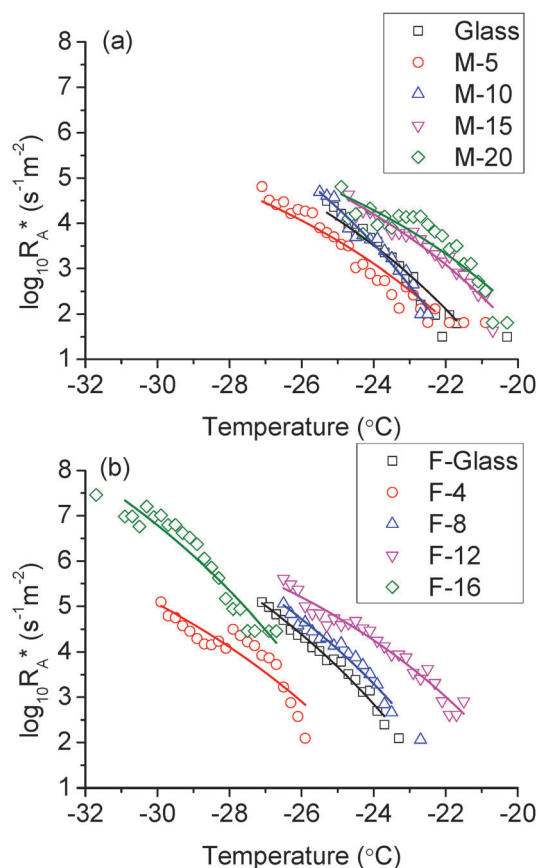 (a)
Glass
M-5
M-10
M-15
M-20
log10RA* (s-1m-2)
8
7
6
5
4
3
2
1
-32 -30 -28 -26 -24 -22 -20
Temperature (°C)
(b)
F-Glass
F-4
F-8
F-12
F-16
log10RA* (s-1m-2)
8
7
6
5
4
3
2
1
-32 -30 -28 -26 -24 -22 -20
Temperature (°C)